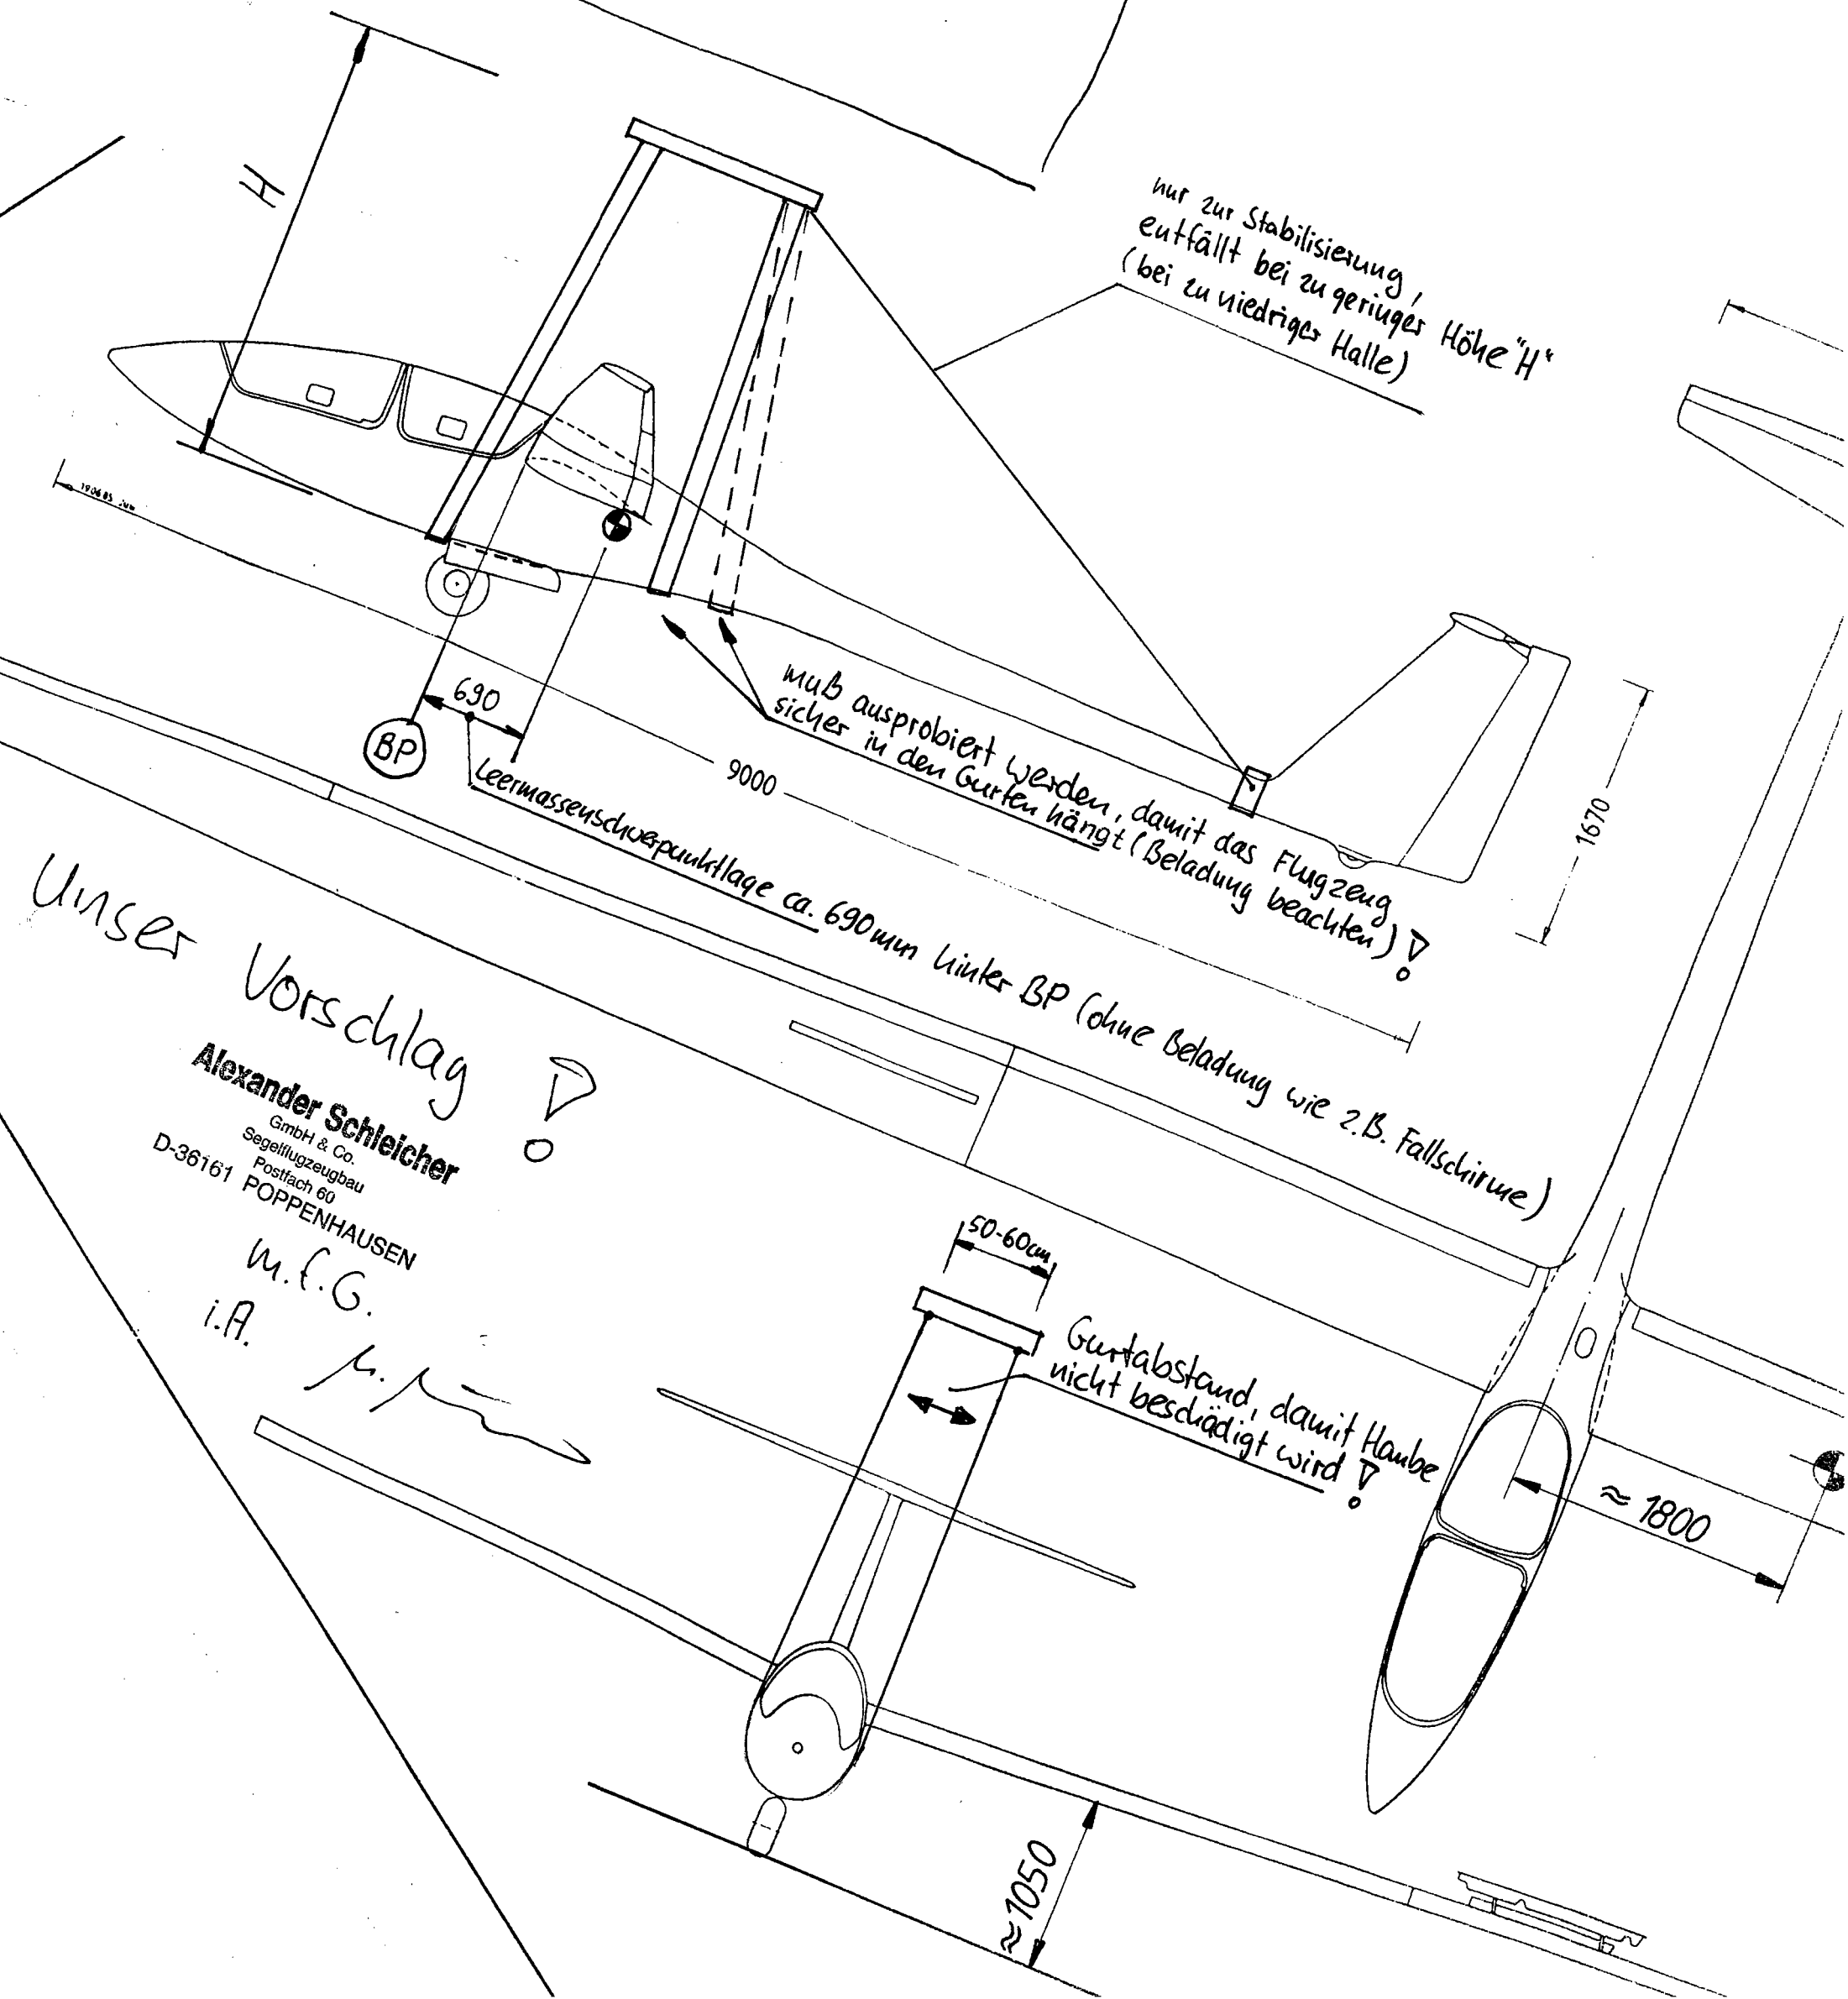 H
nur zur Stabilisierung,
entfällt bei zu geringer Höhe "H"
(bei zu niedriger Halle)
690
BP
muß ausprobiert werden, damit das Flugzeug
sicher in den Gurten hängt (Beladung beachten)!
9000
1670
Leermassenschwerpunktlage ca. 690mm hinter BP (ohne Beladung wie z.B. Fallschirme)
Unser Vorschlag!
Alexander Schleicher
GmbH & Co.
Segelflugzeugbau
Postfach 60
D-36161 POPPENHAUSEN
m.f.G.
i.A.
50-60cm
Gurtabstand, damit Haube
nicht beschädigt wird!
≈ 1800
≈1050